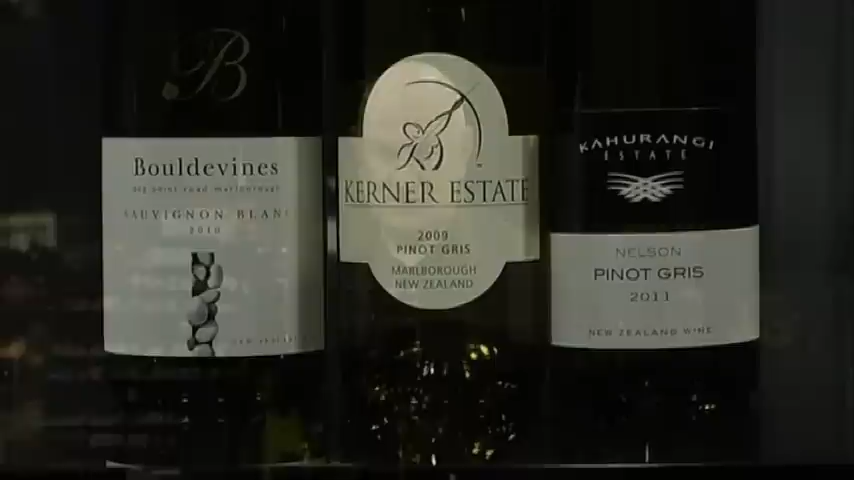 B
Bouldevines
SAUVIGNON BLANC
2010
KERNER ESTATE
2009
PINOT GRIS
MARLBOROUGH
NEW ZEALAND
KAHURANGI
ESTATE
NELSON
PINOT GRIS
2011
NEW ZEALAND WINE